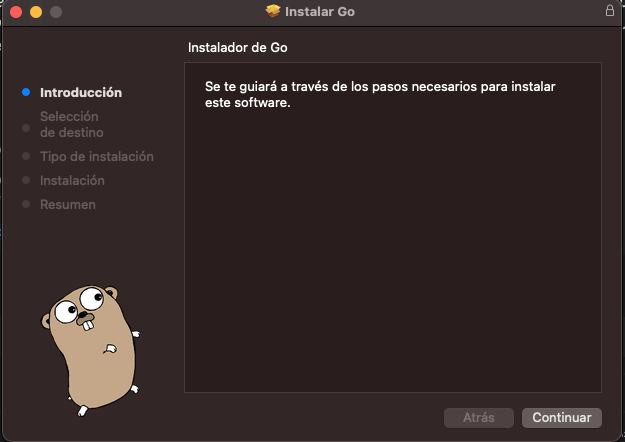 Instalar Go
Instalador de Go
Introducción
Selección
de destino
Tipo de instalación
Instalación
Resumen
Se te guiará a través de los pasos necesarios para instalar
este software.
Atrás
Continuar